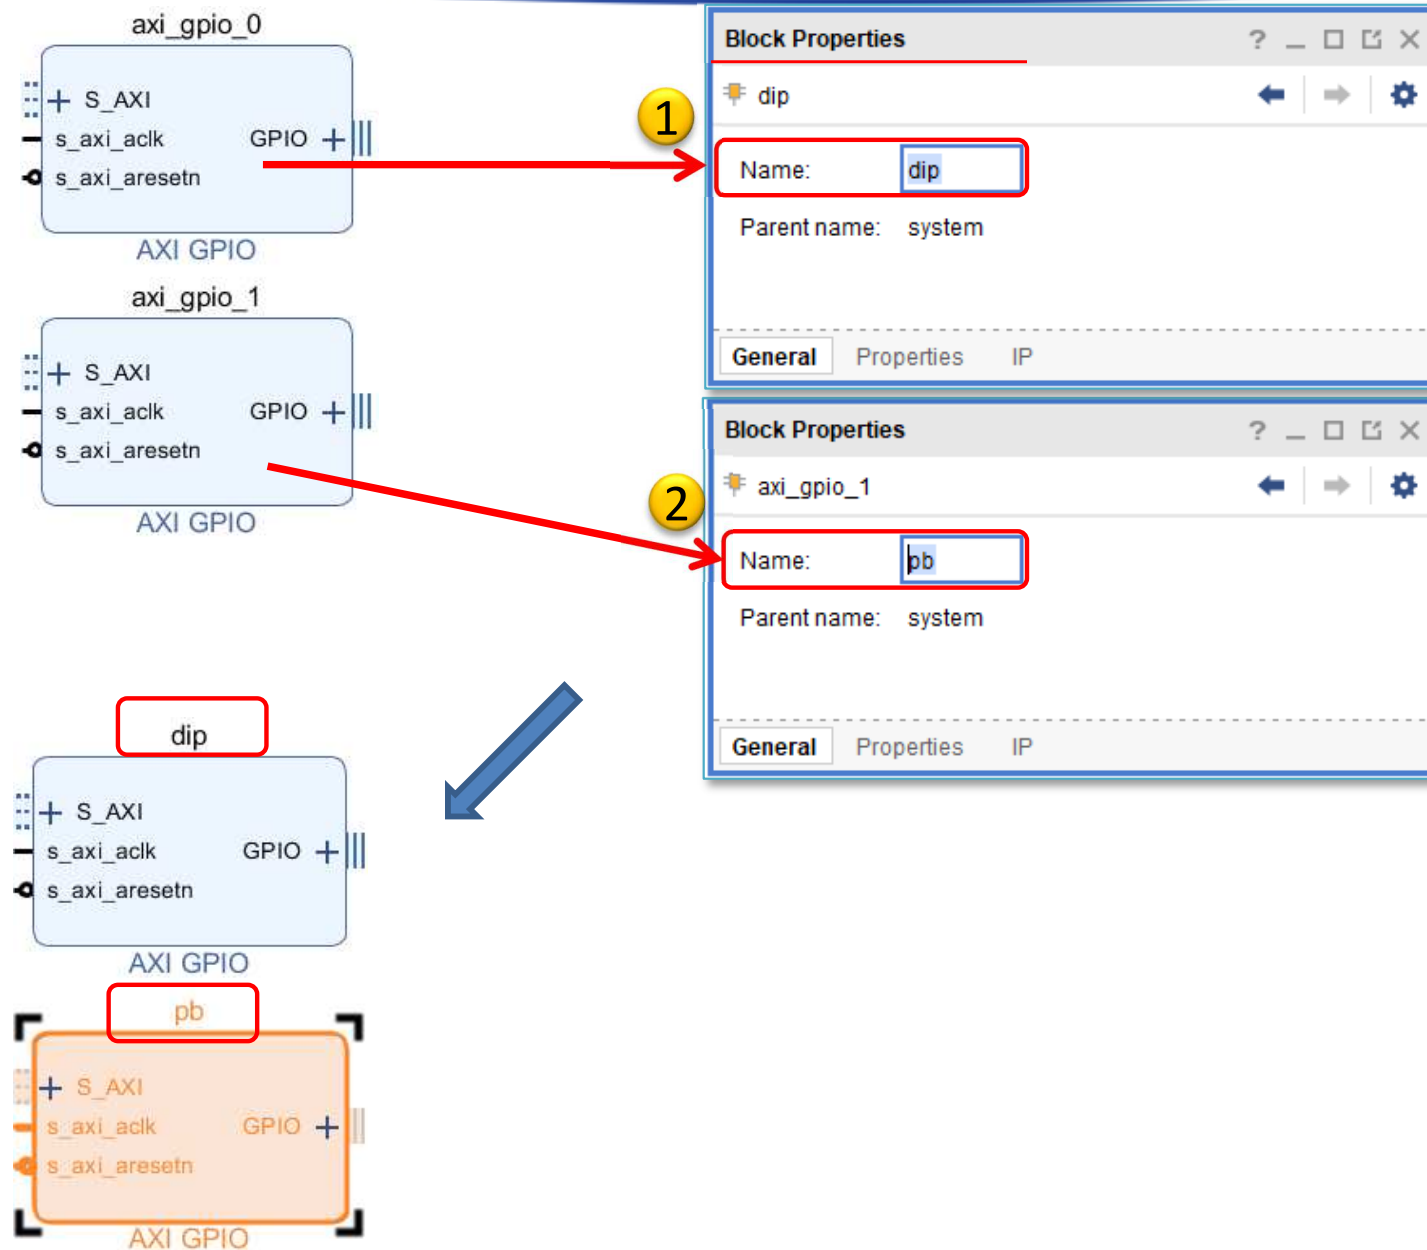 axi_gpio_0
S_AXI
s_axi_aclk GPIO
s_axi_aresetn
AXI GPIO
axi_gpio_1
S_AXI
s_axi_aclk GPIO
s_axi_aresetn
AXI GPIO
1
Block Properties ?
dip
Name: dip
Parent name: system
General Properties IP
2
Block Properties ?
axi_gpio_1
Name: pb
Parent name: system
General Properties IP
dip
S_AXI
s_axi_aclk GPIO
s_axi_aresetn
AXI GPIO
pb
S_AXI
s_axi_aclk GPIO
s_axi_aresetn
AXI GPIO